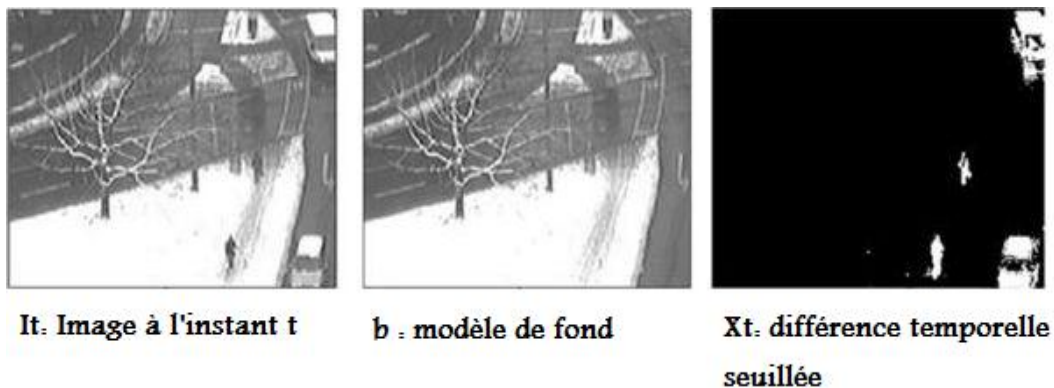 It: Image à l'instant t
b : modèle de fond
Xt: différence temporelle
seuillée